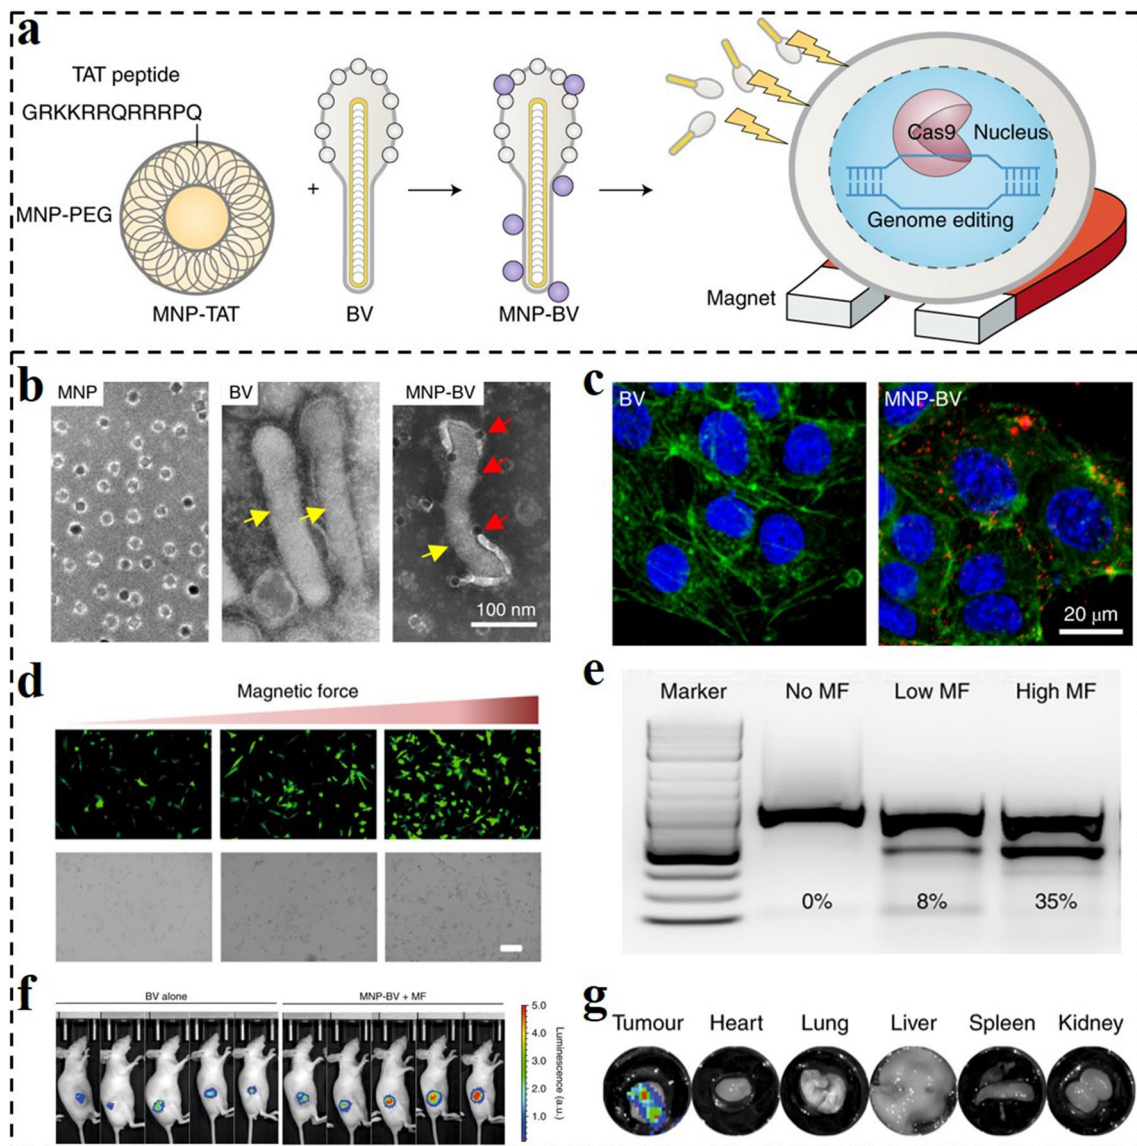 a
TAT peptide
GRKKRRQRRRPQ
MNP-PEG
MNP-TAT
+
BV
MNP-BV
Cas9 Nucleus
Genome editing
Magnet
b
MNP
BV
MNP-BV
100 nm
c
BV
MNP-BV
20 μm
d
Magnetic force
e
Marker No MF Low MF High MF
0% 8% 35%
f
BV alone
MNP-BV + MF
5.0
4.0
3.0
2.0
1.0
Luminescence (a.u.)
g
Tumour Heart Lung Liver Spleen Kidney